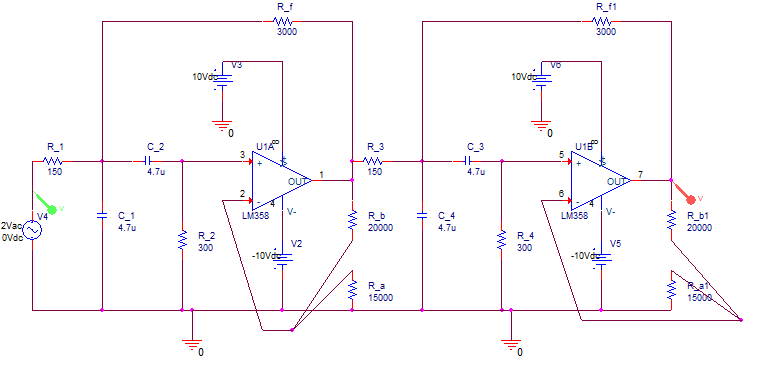 R_f
3000
R_f1
3000
V3
10Vdc
0
V6
10Vdc
0
R_1
150
C_2
4.7u
3
+
U1A
8
V+
OUT
1
2
-
LM358
4
V-
R_3
150
C_3
4.7u
5
+
U1B
8
V+
OUT
7
6
-
LM358
4
V-
V
2Vac
0Vdc
V4
C_1
4.7u
R_2
300
-10Vdc
V2
R_b
20000
C_4
4.7u
R_4
300
-10Vdc
V5
R_b1
20000
V
R_a
15000
R_a1
15000
0
0